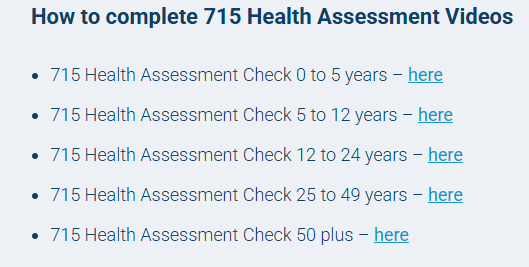 How to complete 715 Health Assessment Videos
• 715 Health Assessment Check 0 to 5 years – here
• 715 Health Assessment Check 5 to 12 years – here
• 715 Health Assessment Check 12 to 24 years – here
• 715 Health Assessment Check 25 to 49 years – here
• 715 Health Assessment Check 50 plus – here